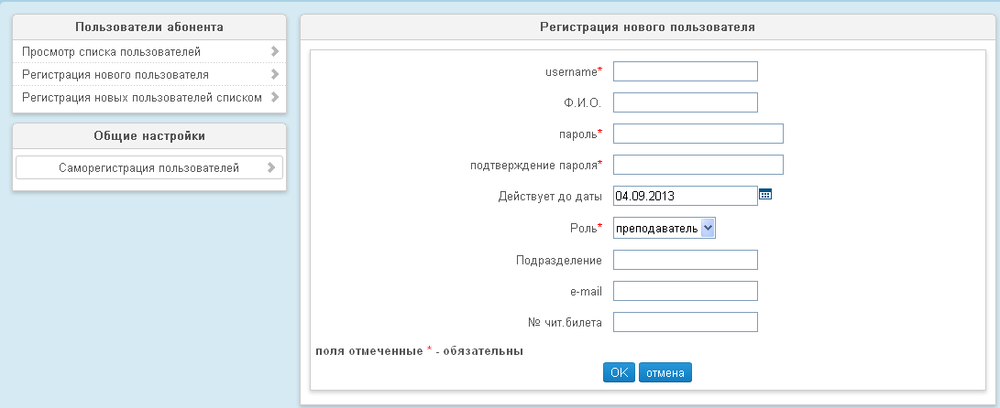 Пользователи абонента
Просмотр списка пользователей
Регистрация нового пользователя
Регистрация новых пользователей списком
Общие настройки
Саморегистрация пользователей
Регистрация нового пользователя
username*
Ф.И.О.
пароль*
подтверждение пароля*
Действует до даты 04.09.2013
Роль* преподаватель
Подразделение
e-mail
№ чит.билета
поля отмеченные * - обязательны
OK отмена